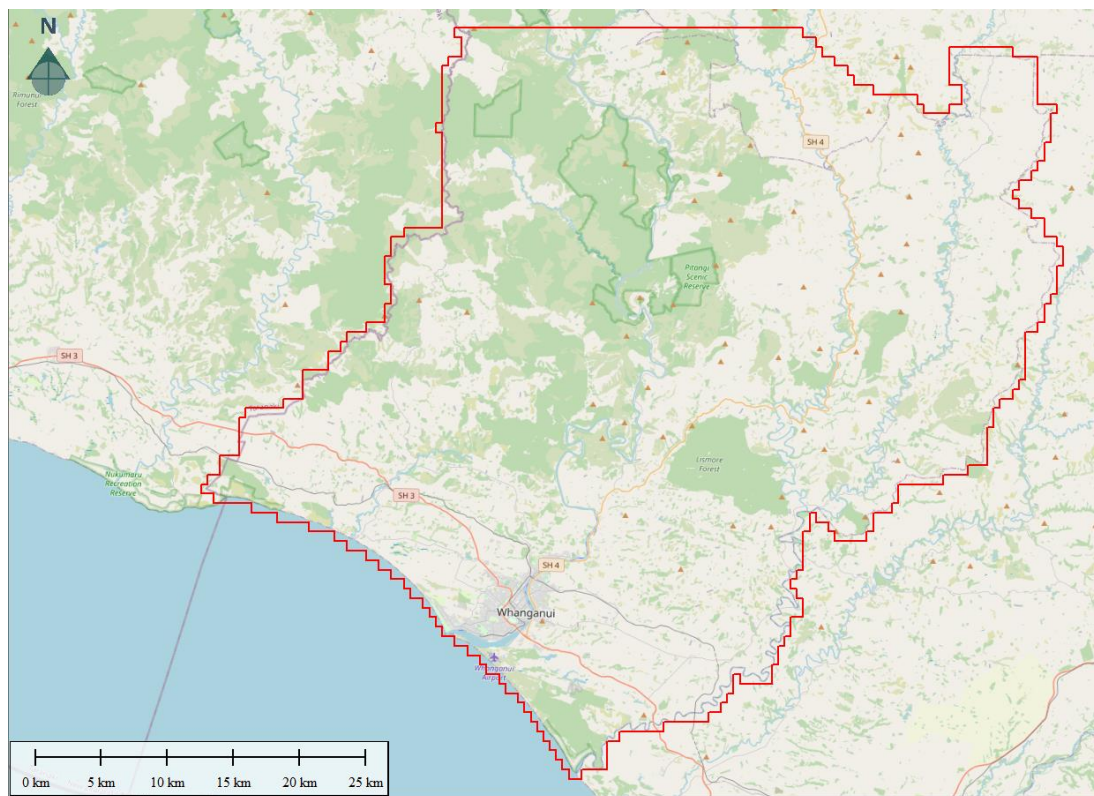 N
Rimunui
Forest
SH 4
Pitangi
Scenic
Reserve
SH 3
Lismore
Forest
Nukumaru
Recreation
Reserve
SH 3
SH 4
Whanganui
Whanganui
Airport
0 km 5 km 10 km 15 km 20 km 25 km